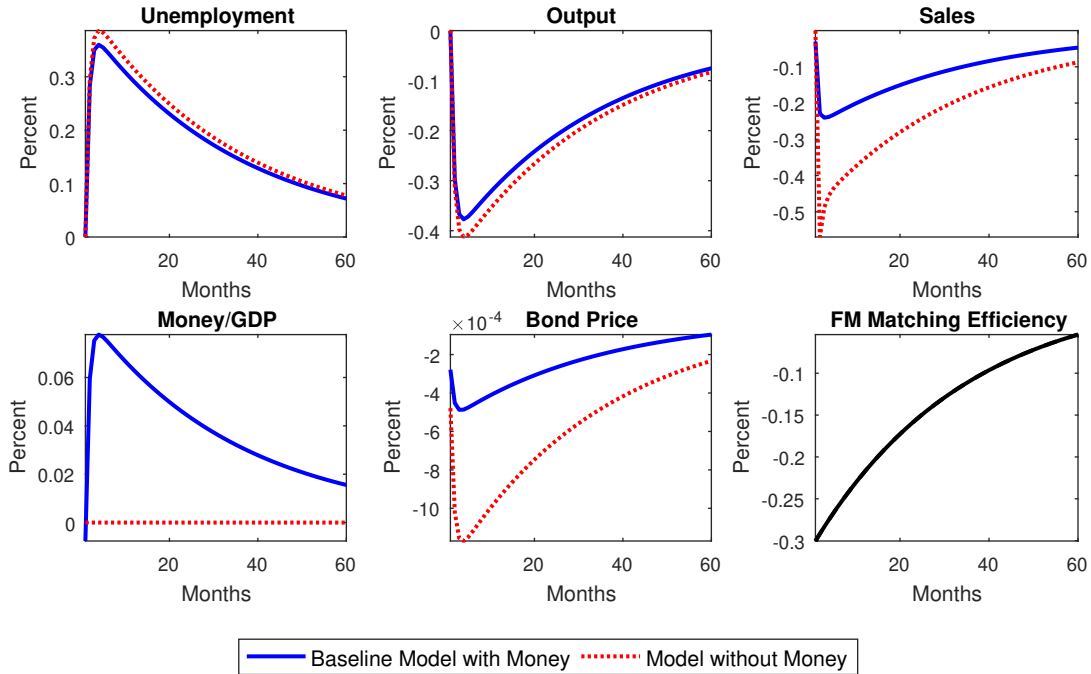 Unemployment
Percent
0.3
0.2
0.1
0
20
40
60
Months
Output
Percent
0
-0.1
-0.2
-0.3
-0.4
20
40
60
Months
Sales
Percent
-0.1
-0.2
-0.3
-0.4
-0.5
20
40
60
Months
Money/GDP
Percent
0.06
0.04
0.02
0
20
40
60
Months
Bond Price
×10⁻⁴
Percent
-2
-4
-6
-8
-10
20
40
60
Months
FM Matching Efficiency
Percent
-0.1
-0.15
-0.2
-0.25
-0.3
20
40
60
Months
Baseline Model with Money
Model without Money